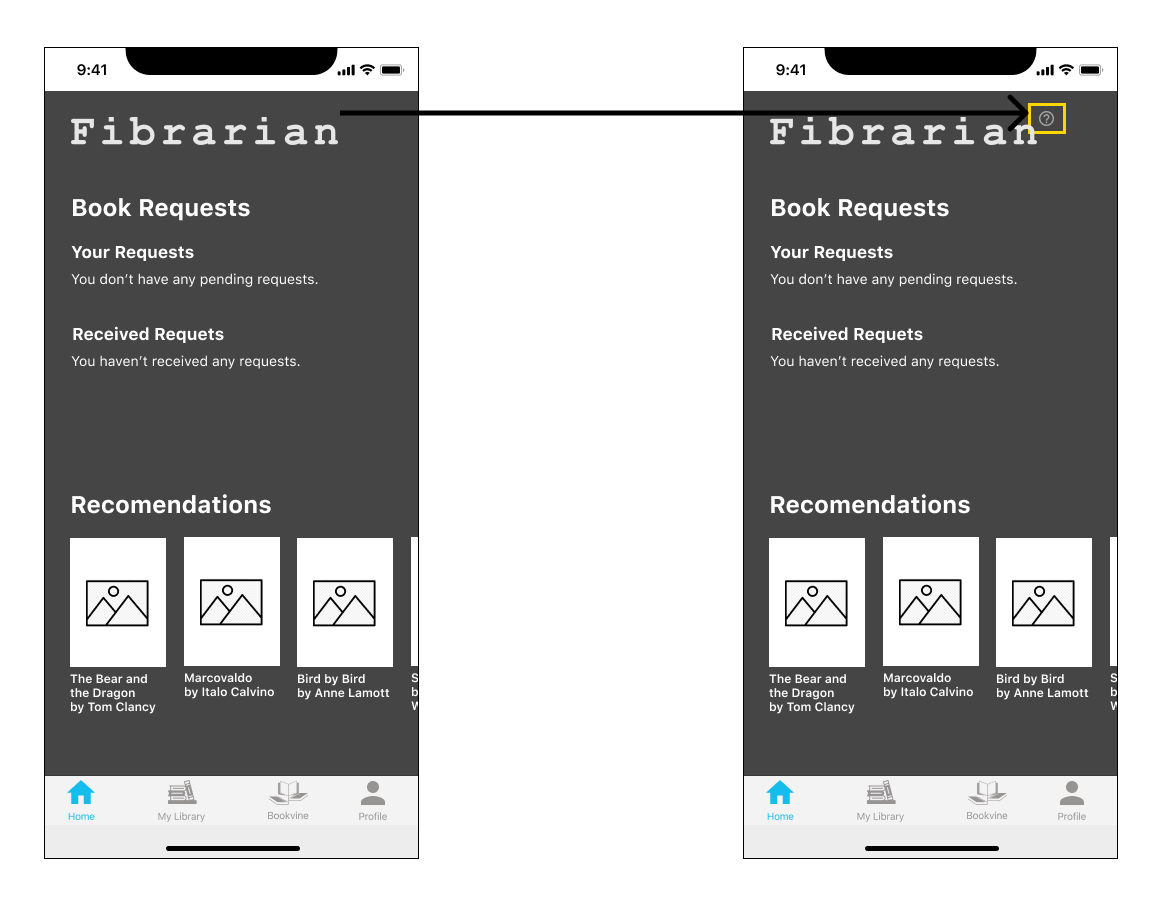 9:41
Fibrarian
Book Requests
Your Requests
You don’t have any pending requests.
Received Requets
You haven’t received any requests.
Recomendations
The Bear and
the Dragon
by Tom Clancy
Marcovaldo
by Italo Calvino
Bird by Bird
by Anne Lamott
S
b
W
Home
My Library
Bookvine
Profile
9:41
Fibrarian
?
Book Requests
Your Requests
You don’t have any pending requests.
Received Requets
You haven’t received any requests.
Recomendations
The Bear and
the Dragon
by Tom Clancy
Marcovaldo
by Italo Calvino
Bird by Bird
by Anne Lamott
S
b
W
Home
My Library
Bookvine
Profile